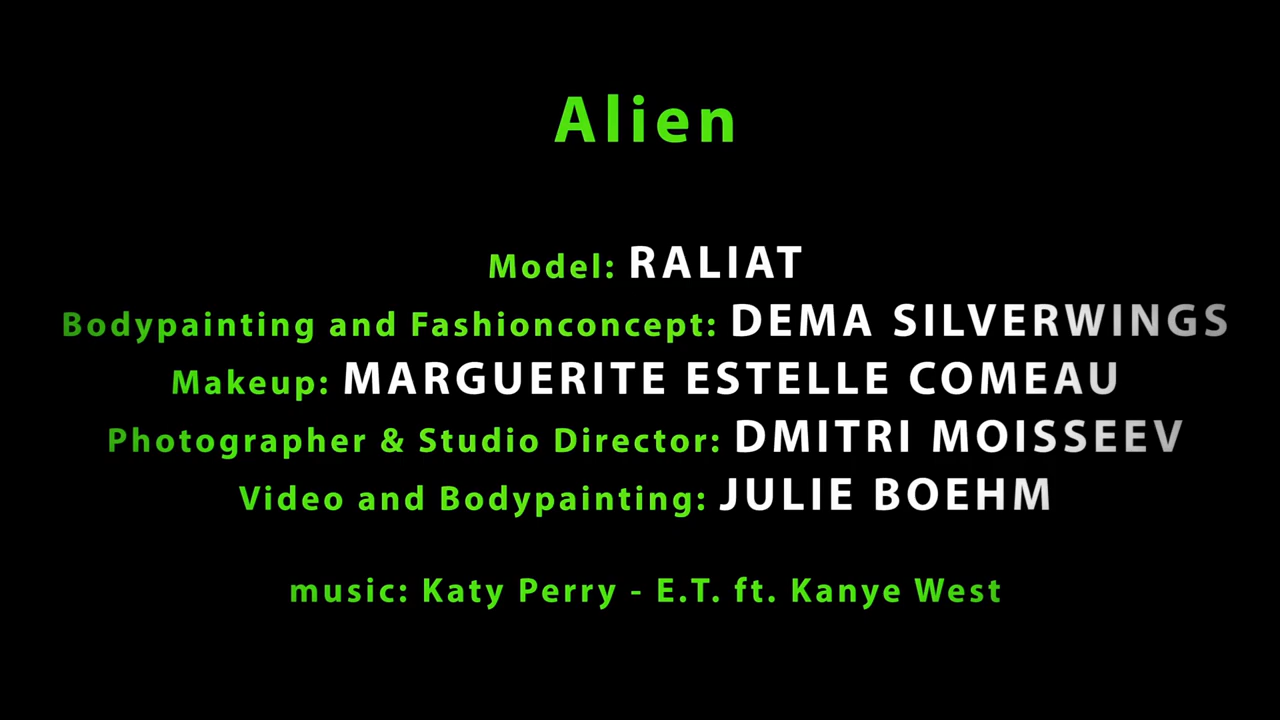 Alien
Model: RALIAT
Bodypainting and Fashionconcept: DEMA SILVERWINGS
Makeup: MARGUERITE ESTELLE COMEAU
Photographer & Studio Director: DMITRI MOISSEEV
Video and Bodypainting: JULIE BOEHM
music: Katy Perry - E.T. ft. Kanye West